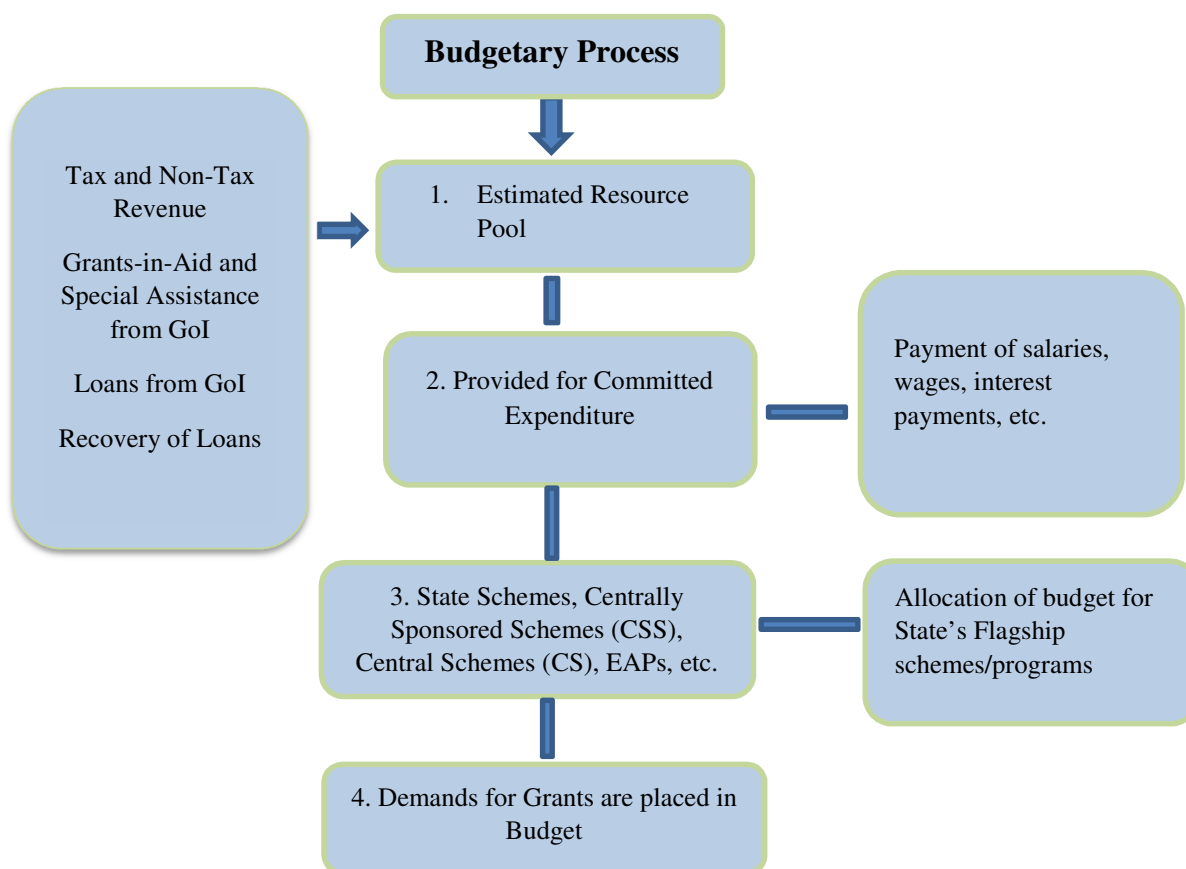 Budgetary Process
Tax and Non-Tax
Revenue
Grants-in-Aid and
Special Assistance
from GoI
Loans from GoI
Recovery of Loans
1. Estimated Resource
Pool
2. Provided for Committed
Expenditure
Payment of salaries,
wages, interest
payments, etc.
3. State Schemes, Centrally
Sponsored Schemes (CSS),
Central Schemes (CS), EAPs, etc.
Allocation of budget for
State’s Flagship
schemes/programs
4. Demands for Grants are placed in
Budget